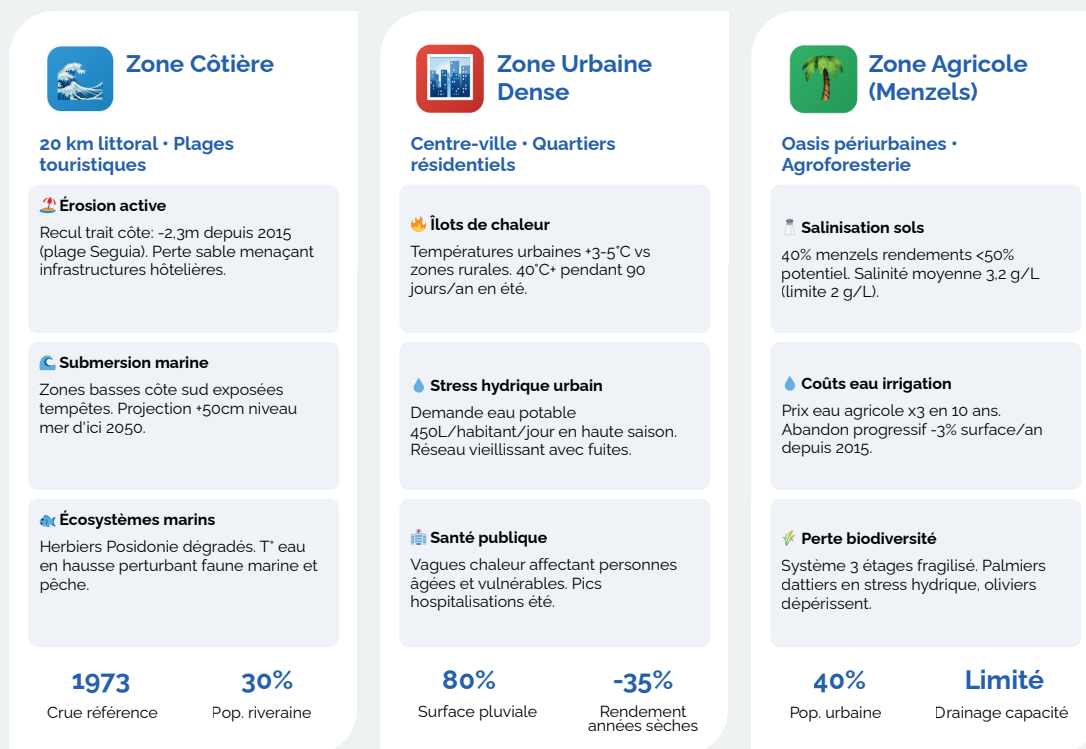 Zone Côtière
20 km littoral • Plages
touristiques
Érosion active
Recul trait côte: -2,3m depuis 2015
(plage Seguia). Perte sable menaçant
infrastructures hôtelières.
Submersion marine
Zones basses côte sud exposées
tempêtes. Projection +50cm niveau
mer d'ici 2050.
Écosystèmes marins
Herbiers Posidonie dégradés. T° eau
en hausse perturbant faune marine et
pêche.
1973
Crue référence
30%
Pop. riveraine
Zone Urbaine
Dense
Centre-ville • Quartiers
résidentiels
Îlots de chaleur
Températures urbaines +3-5°C vs
zones rurales. 40°C+ pendant 90
jours/an en été.
Stress hydrique urbain
Demande eau potable
450L/habitant/jour en haute saison.
Réseau vieillissant avec fuites.
Santé publique
Vagues chaleur affectant personnes
âgées et vulnérables. Pics
hospitalisations été.
80%
Surface pluviale
-35%
Rendement
années sèches
Zone Agricole
(Menzels)
Oasis périurbaines •
Agroforesterie
Salinisation sols
40% menzels rendements <50%
potentiel. Salinité moyenne 3,2 g/L
(limite 2 g/L).
Coûts eau irrigation
Prix eau agricole x3 en 10 ans.
Abandon progressif -3% surface/an
depuis 2015.
Perte biodiversité
Système 3 étages fragilisé. Palmiers
dattiers en stress hydrique, oliviers
dépérissent.
40%
Pop. urbaine
Limité
Drainage capacité